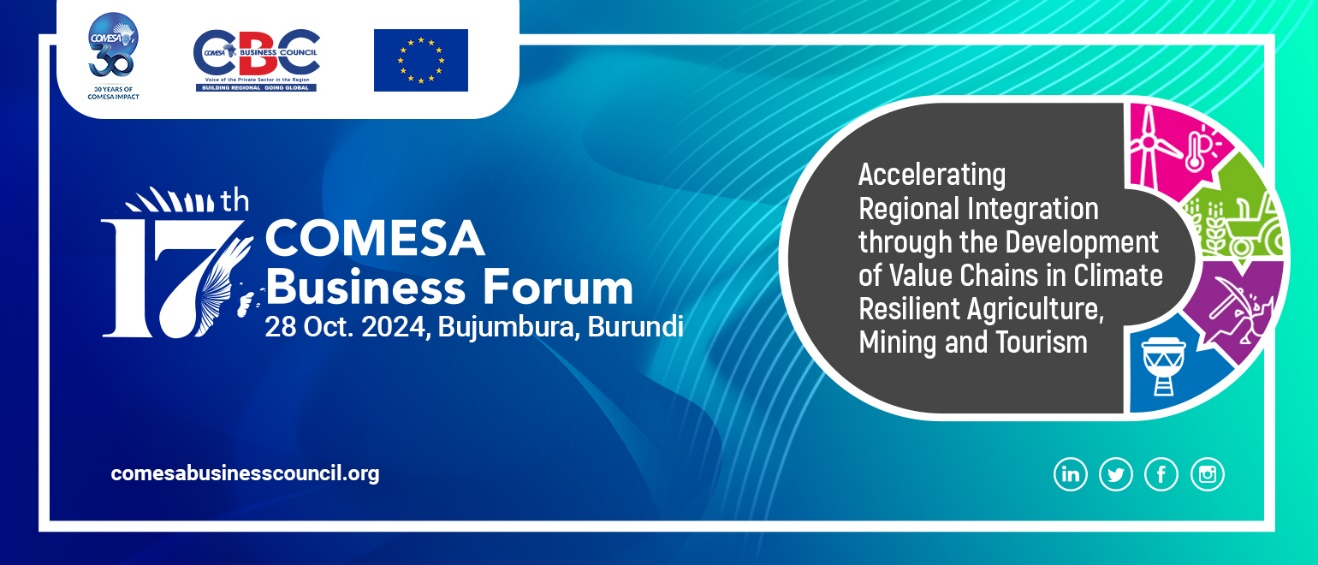 COMESA
30
30 YEARS OF
COMESA IMPACT
CBC
COMESA BUSINESS COUNCIL
Voice of the Private Sector in the Region
BUILDING REGIONAL GOING GLOBAL
17th
COMESA
Business Forum
28 Oct. 2024, Bujumbura, Burundi
Accelerating
Regional Integration
through the Development
of Value Chains in Climate
Resilient Agriculture,
Mining and Tourism
comesabusinesscouncil.org
in
f